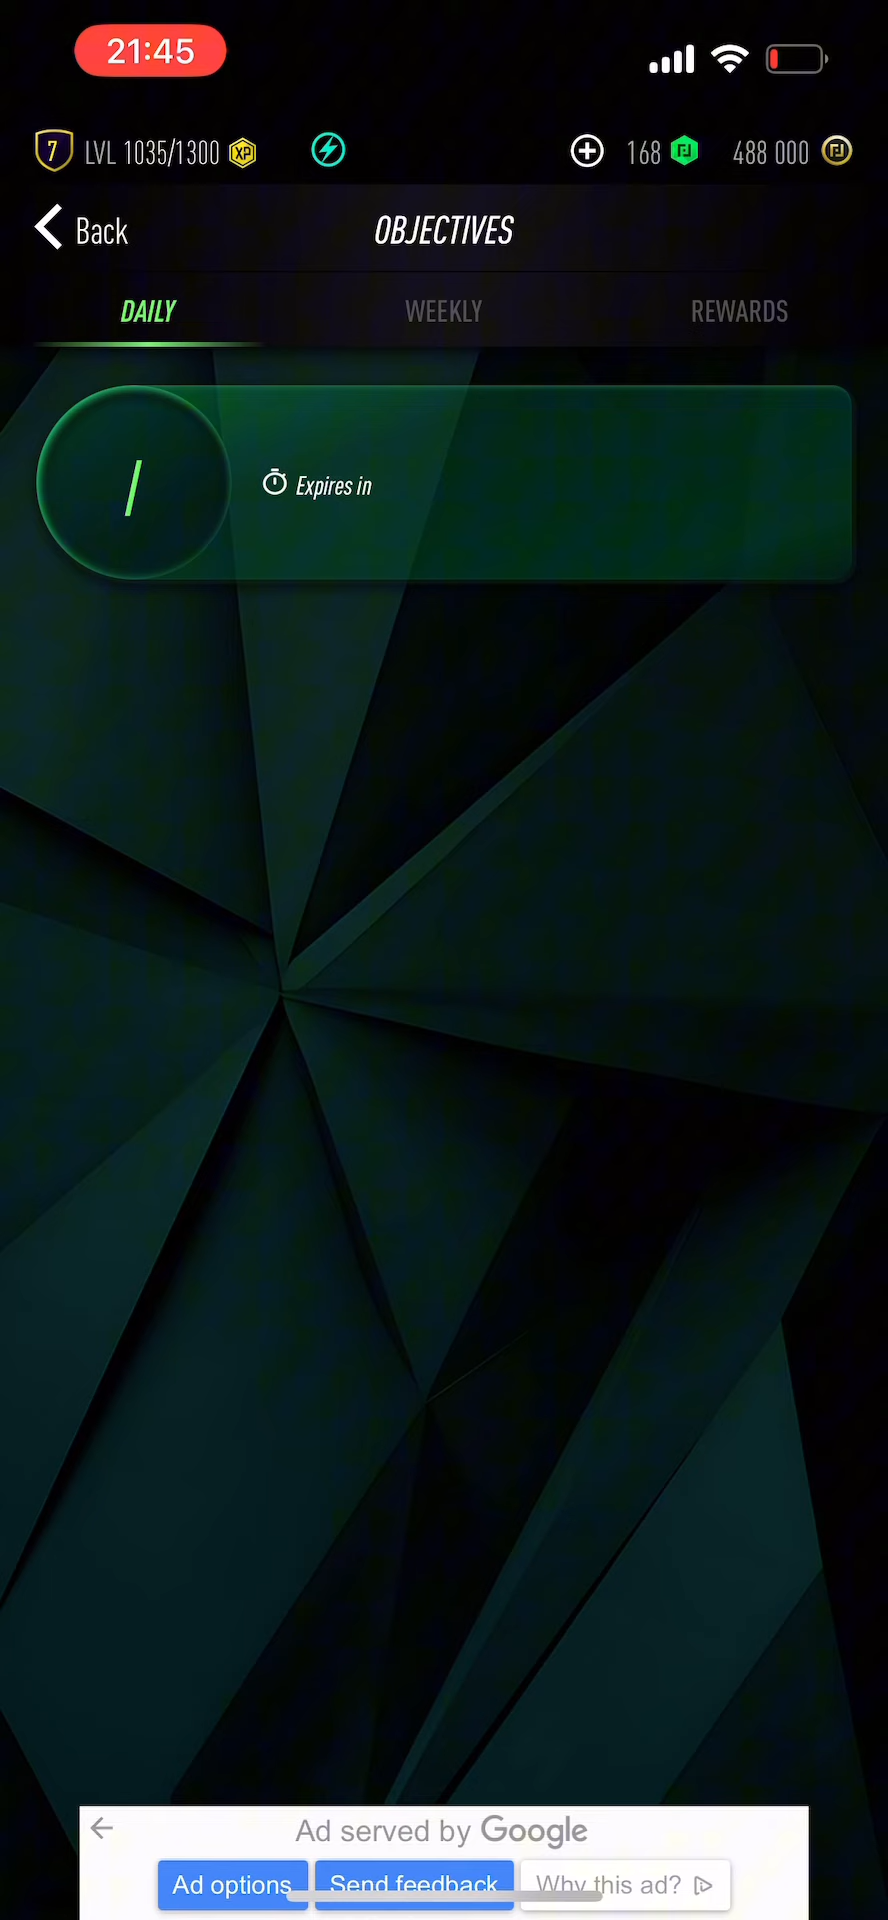 21:45
7 LVL 1035/1300 XP 168 488 000
Back OBJECTIVES
DAILY WEEKLY REWARDS
/ Expires in
Ad served by Google
Ad options Send feedback Why this ad?